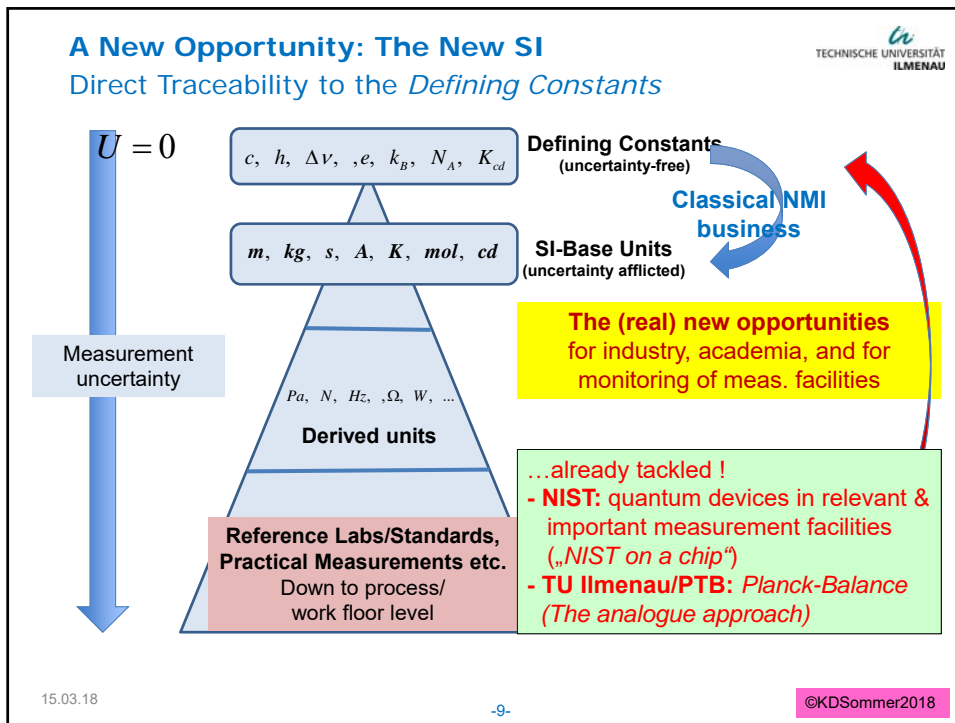 A New Opportunity: The New SI
Direct Traceability to the Defining Constants
TECHNISCHE UNIVERSITÄT
ILMENAU
U = 0
c, h, Δν, ,e, k_B, N_A, K_cd
Defining Constants
(uncertainty-free)
Classical NMI
business
m, kg, s, A, K, mol, cd
SI-Base Units
(uncertainty afflicted)
The (real) new opportunities
for industry, academia, and for
monitoring of meas. facilities
Measurement
uncertainty
Pa, N, Hz, ,Ω, W, ...
Derived units
…already tackled !
- NIST: quantum devices in relevant &
important measurement facilities
(„NIST on a chip“)
- TU Ilmenau/PTB: Planck-Balance
(The analogue approach)
Reference Labs/Standards,
Practical Measurements etc.
Down to process/
work floor level
15.03.18
-9-
©KDSommer2018